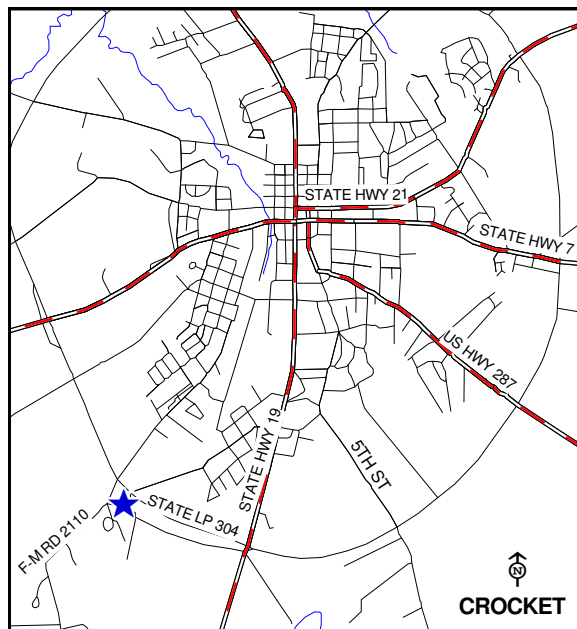 STATE HWY 21
STATE HWY 7
US HWY 287
STATE HWY 19
5TH ST
STATE LP 304
F-M RD 2110
N
CROCKET